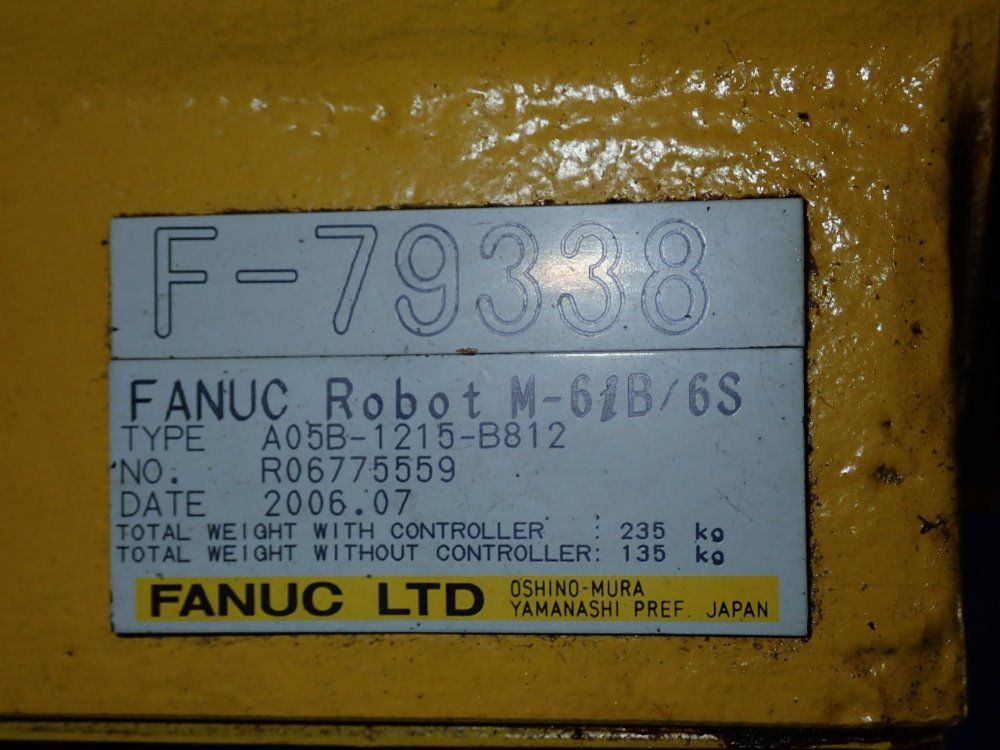 F-79338
FANUC Robot M-6iB/6S
TYPE A05B-1215-B812
NO. R06775559
DATE 2006.07
TOTAL WEIGHT WITH CONTROLLER : 235 kg
TOTAL WEIGHT WITHOUT CONTROLLER: 135 kg
FANUC LTD OSHINO-MURA
YAMANASHI PREF. JAPAN